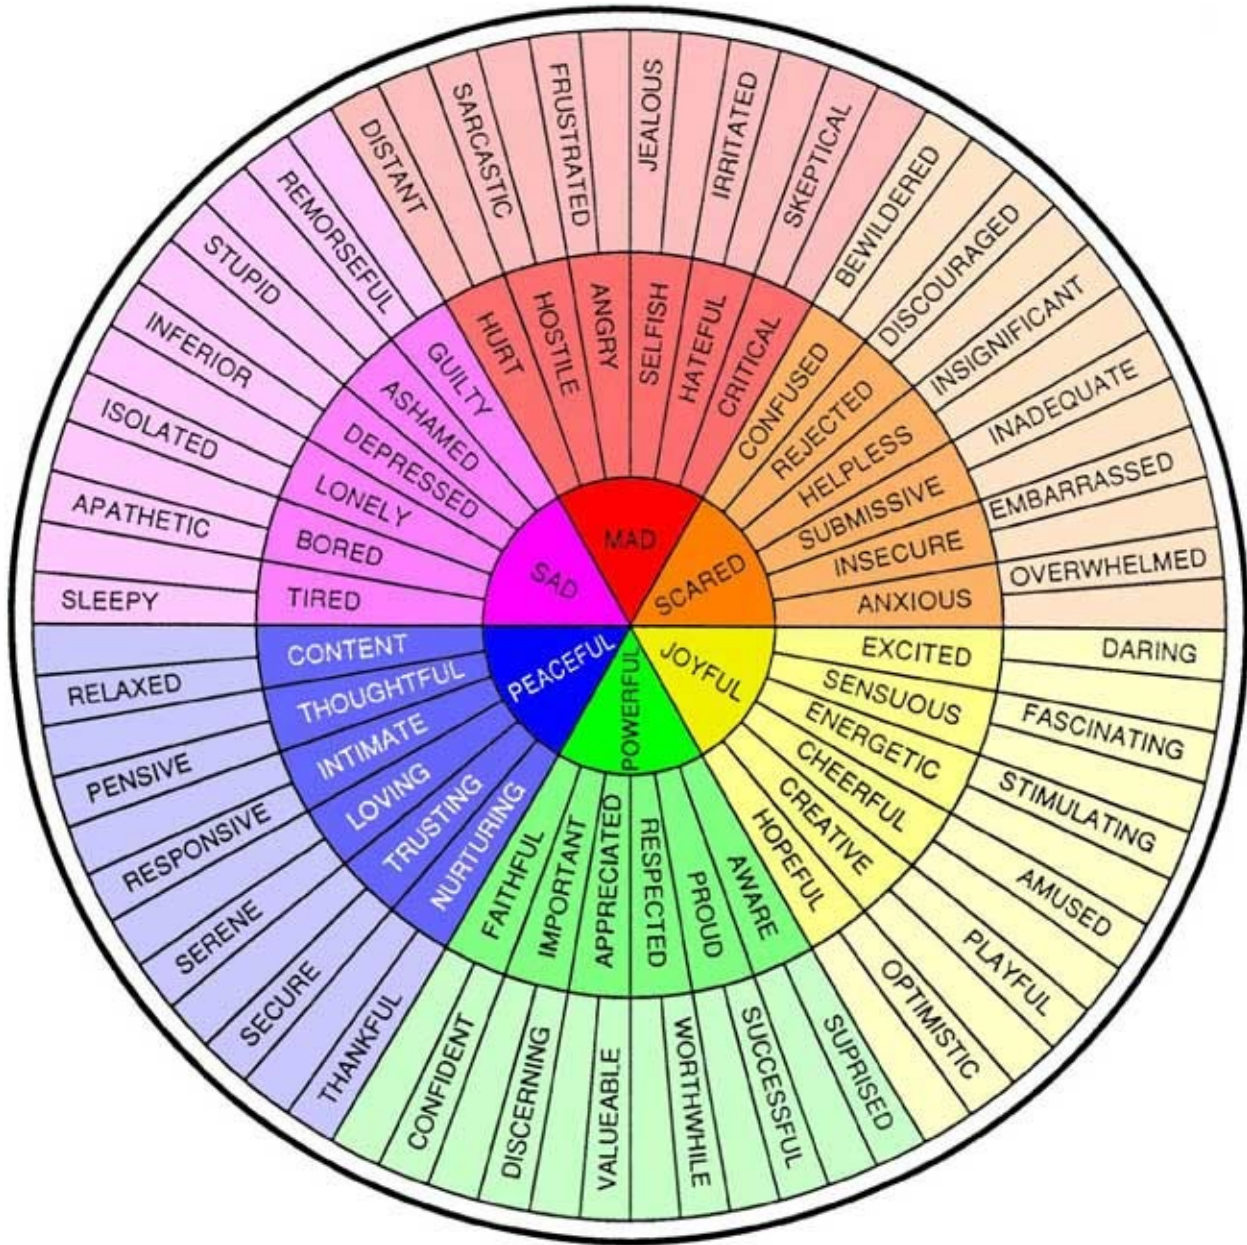 MAD
SCARED
JOYFUL
POWERFUL
PEACEFUL
SAD
HURT
HOSTILE
ANGRY
SELFISH
HATEFUL
CRITICAL
CONFUSED
REJECTED
HELPLESS
SUBMISSIVE
INSECURE
ANXIOUS
EXCITED
SENSUOUS
ENERGETIC
CHEERFUL
CREATIVE
HOPEFUL
AWARE
PROUD
RESPECTED
APPRECIATED
IMPORTANT
FAITHFUL
NURTURING
TRUSTING
LOVING
INTIMATE
THOUGHTFUL
CONTENT
TIRED
BORED
LONELY
DEPRESSED
ASHAMED
GUILTY
DISTANT
SARCASTIC
FRUSTRATED
JEALOUS
IRRITATED
SKEPTICAL
BEWILDERED
DISCOURAGED
INSIGNIFICANT
INADEQUATE
EMBARRASSED
OVERWHELMED
DARING
FASCINATING
STIMULATING
AMUSED
PLAYFUL
OPTIMISTIC
SUPRISED
SUCCESSFUL
WORTHWHILE
VALUEABLE
DISCERNING
CONFIDENT
THANKFUL
SECURE
SERENE
RESPONSIVE
PENSIVE
RELAXED
SLEEPY
APATHETIC
ISOLATED
INFERIOR
STUPID
REMORSEFUL